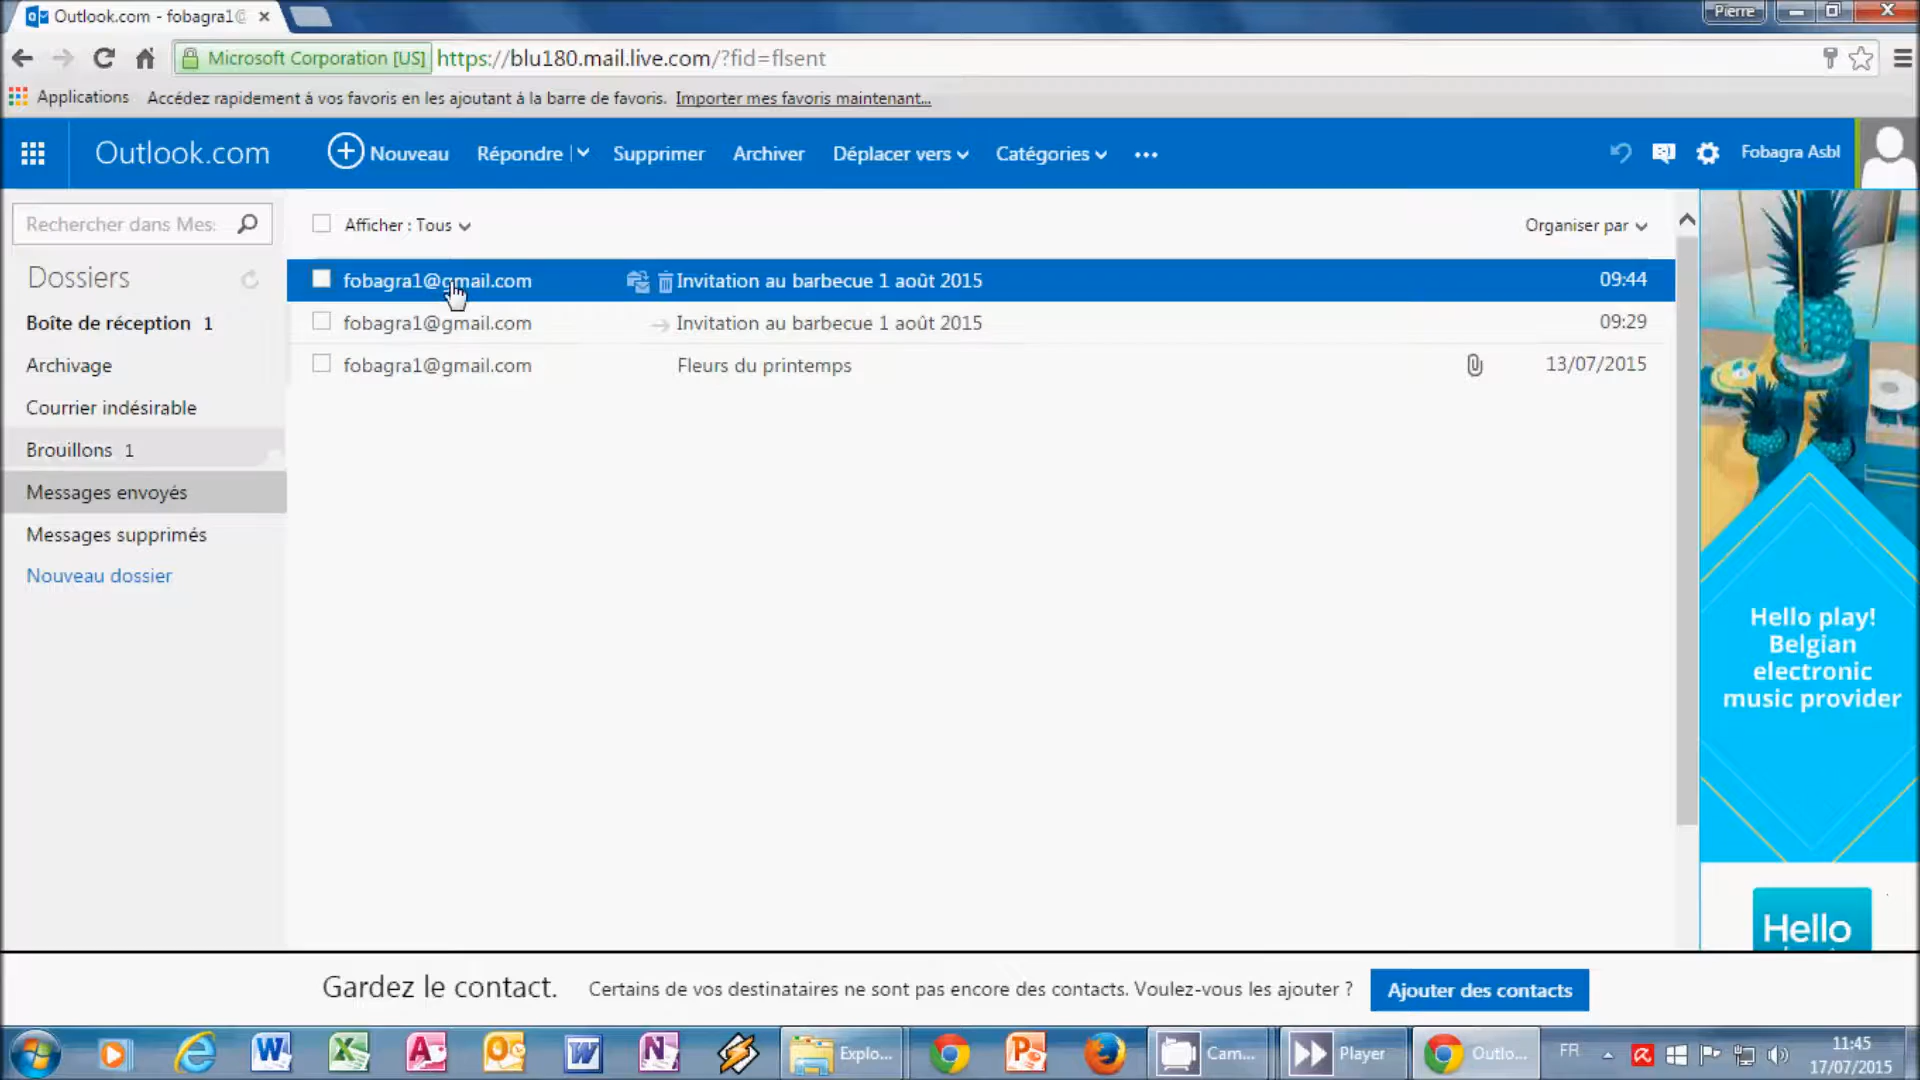 Outlook.com - fobagra1@
Pierre
Microsoft Corporation [US] https://blu180.mail.live.com/?fid=flsent
Applications Accédez rapidement à vos favoris en les ajoutant à la barre de favoris. Importer mes favoris maintenant...
Outlook.com Nouveau Répondre Supprimer Archiver Déplacer vers Catégories Fobagra Asbl
Rechercher dans Mes
Afficher : Tous Organiser par
Dossiers
fobagra1@gmail.com Invitation au barbecue 1 août 2015 09:44
Boîte de réception 1
fobagra1@gmail.com Invitation au barbecue 1 août 2015 09:29
Archivage
fobagra1@gmail.com Fleurs du printemps 13/07/2015
Courrier indésirable
Brouillons 1
Messages envoyés
Messages supprimés
Nouveau dossier
Hello play!
Belgian
electronic
music provider
Hello
Gardez le contact. Certains de vos destinataires ne sont pas encore des contacts. Voulez-vous les ajouter ? Ajouter des contacts
Explo... Cam... Player Outlo... FR 11:45
17/07/2015